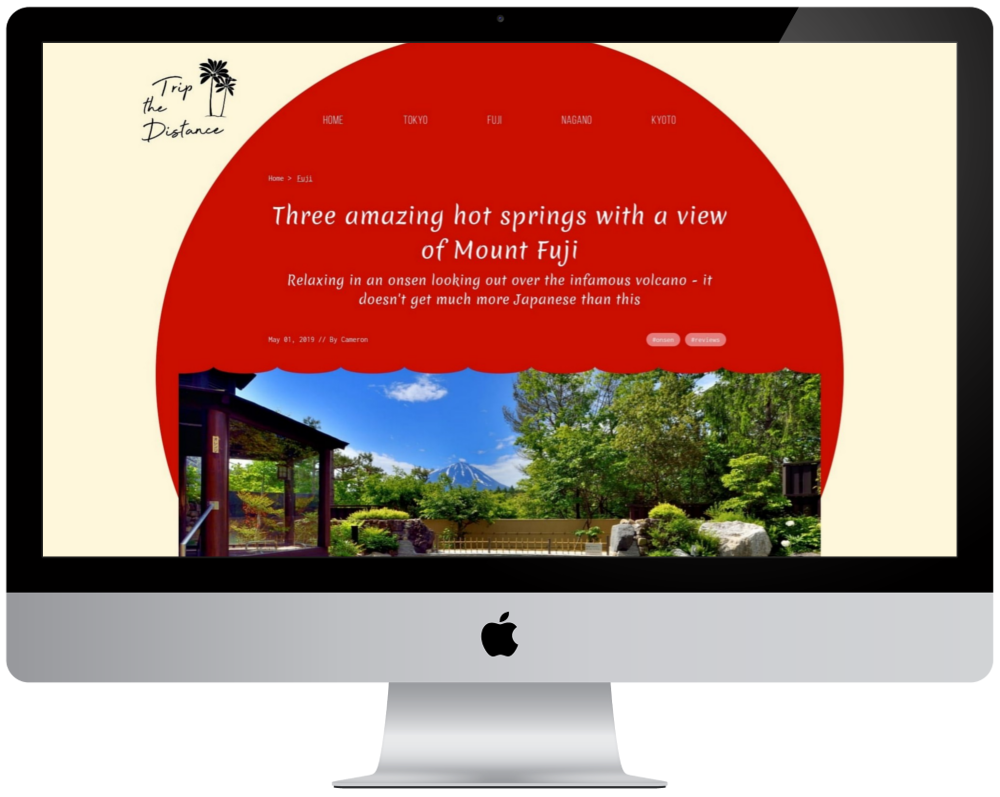 Trip
the
Distance
HOME TOKYO FUJI NAGANO KYOTO
Home > Fuji
Three amazing hot springs with a view
of Mount Fuji
Relaxing in an onsen looking out over the infamous volcano - it
doesn't get much more Japanese than this
May 01, 2019 // By Cameron #onsen #reviews